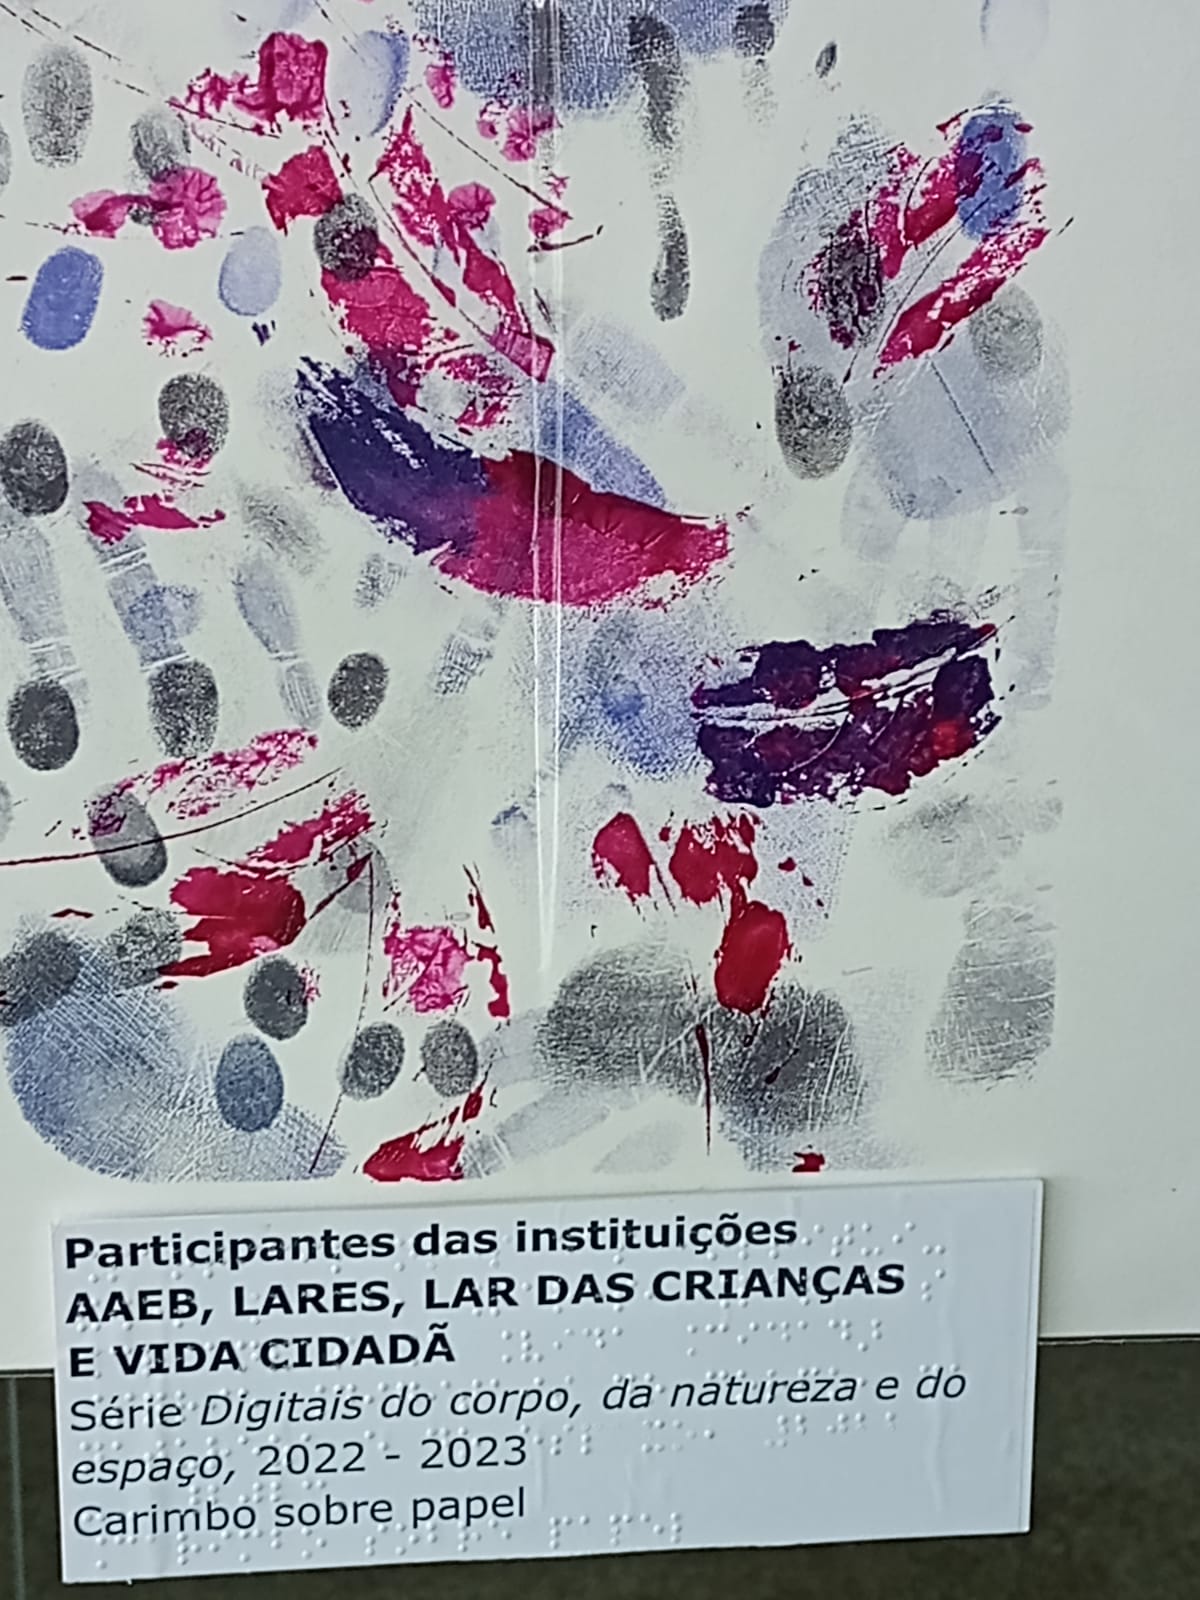 Participantes das instituições
AAEB, LARES, LAR DAS CRIANÇAS
E VIDA CIDADÃ
Série Digitais do corpo, da natureza e do
espaço, 2022 - 2023
Carimbo sobre papel